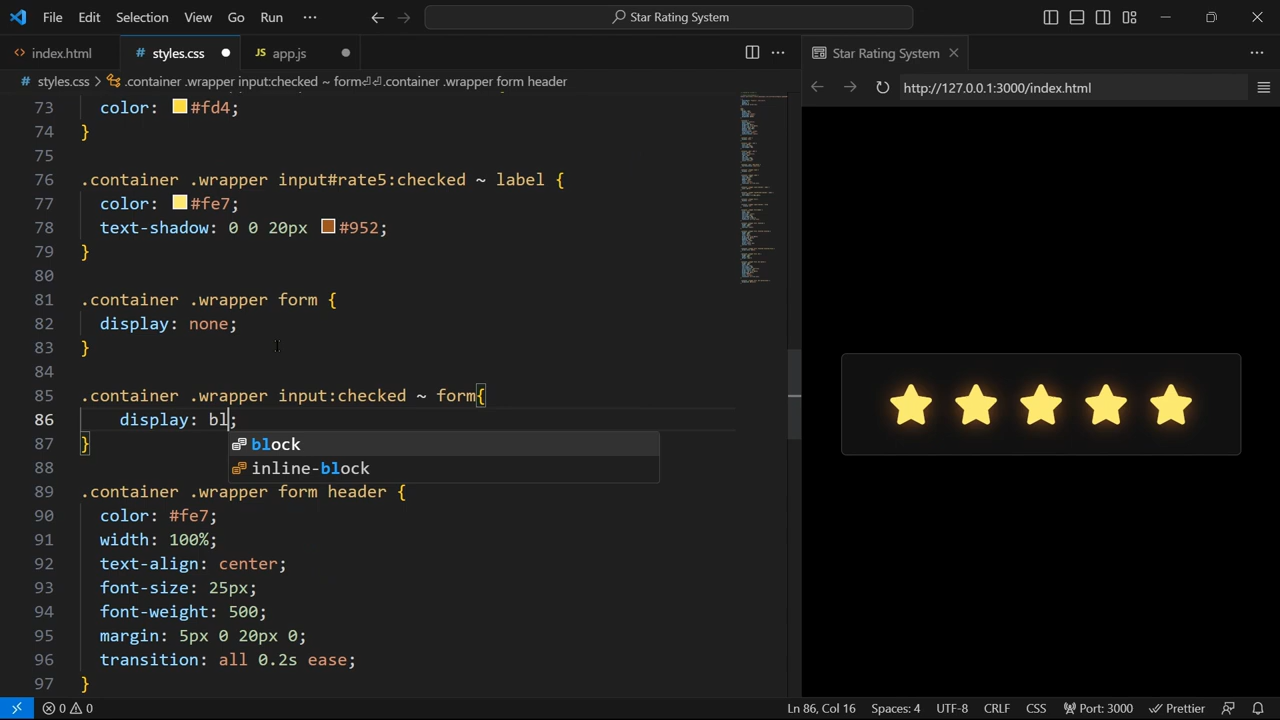 File Edit Selection View Go Run ··· Star Rating System
index.html styles.css app.js Star Rating System
styles.css > .container .wrapper input:checked ~ form⏎⏎.container .wrapper form header
http://127.0.0.1:3000/index.html
73 color: #fd4;
74 }
75
76 .container .wrapper input#rate5:checked ~ label {
77 color: #fe7;
78 text-shadow: 0 0 20px #952;
79 }
80
81 .container .wrapper form {
82 display: none;
83 }
84
85 .container .wrapper input:checked ~ form{
86 display: bl;
87 }
block
88
inline-block
89 .container .wrapper form header {
90 color: #fe7;
91 width: 100%;
92 text-align: center;
93 font-size: 25px;
94 font-weight: 500;
95 margin: 5px 0 20px 0;
96 transition: all 0.2s ease;
97 }
0 0 Ln 86, Col 16 Spaces: 4 UTF-8 CRLF CSS Port: 3000 Prettier